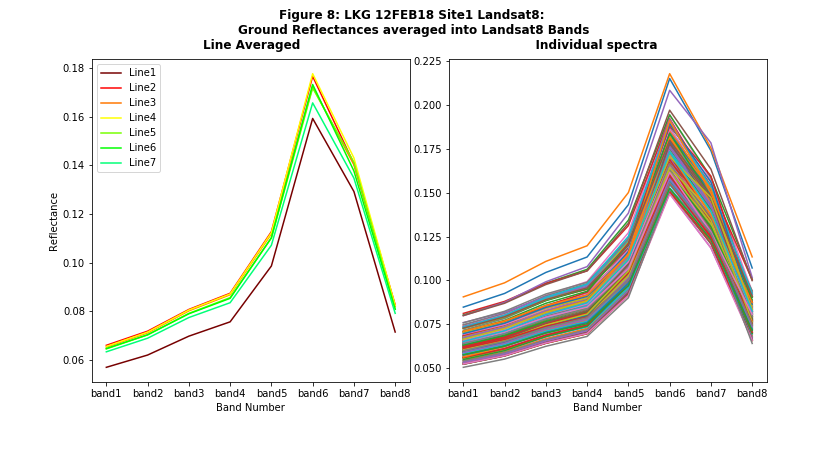 Figure 8: LKG 12FEB18 Site1 Landsat8:
Ground Reflectances averaged into Landsat8 Bands
Line Averaged
Individual spectra
Reflectance
0.18
0.16
0.14
0.12
0.10
0.08
0.06
Line1
Line2
Line3
Line4
Line5
Line6
Line7
band1 band2 band3 band4 band5 band6 band7 band8
Band Number
0.225
0.200
0.175
0.150
0.125
0.100
0.075
0.050
band1 band2 band3 band4 band5 band6 band7 band8
Band Number